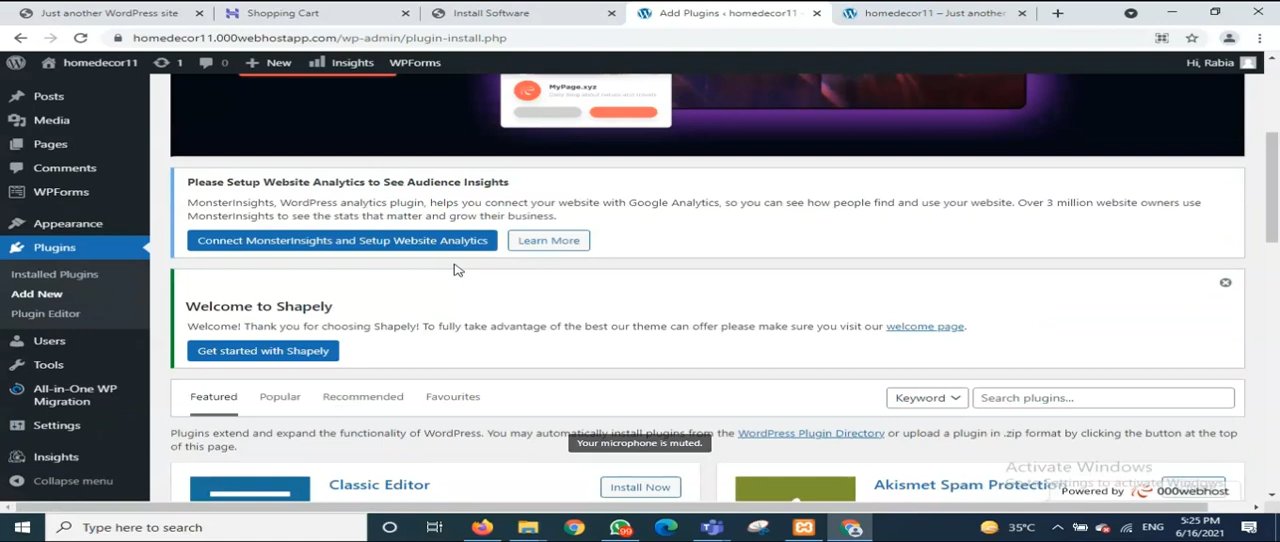 Just another WordPress site
Shopping Cart
Install Software
Add Plugins ‹ homedecor11 –
homedecor11 – Just another
homedecor11.000webhostapp.com/wp-admin/plugin-install.php
homedecor11 1 0 New Insights WPForms Hi, Rabia
Posts
Media
Pages
Comments
WPForms
Appearance
Plugins
Installed Plugins
Add New
Plugin Editor
Users
Tools
All-in-One WP
Migration
Settings
Insights
Collapse menu
MyPage.xyz
Please Setup Website Analytics to See Audience Insights
MonsterInsights, WordPress analytics plugin, helps you connect your website with Google Analytics, so you can see how people find and use your website. Over 3 million website owners use
MonsterInsights to see the stats that matter and grow their business.
Connect MonsterInsights and Setup Website Analytics Learn More
Welcome to Shapely!
Welcome! Thank you for choosing Shapely! To fully take advantage of the best our theme can offer please make sure you visit our welcome page.
Get started with Shapely
Featured Popular Recommended Favourites Keyword Search plugins...
Plugins extend and expand the functionality of WordPress. You may automatically install plugins from the WordPress Plugin Directory or upload a plugin in .zip format by clicking the button at the top
of this page.
Your microphone is muted.
Classic Editor Install Now
Akismet Spam Protection
Activate Windows
Go to Settings to activate Windows.
Powered by 000webhost
Type here to search
99
35°C ENG
5:25 PM
6/16/2021